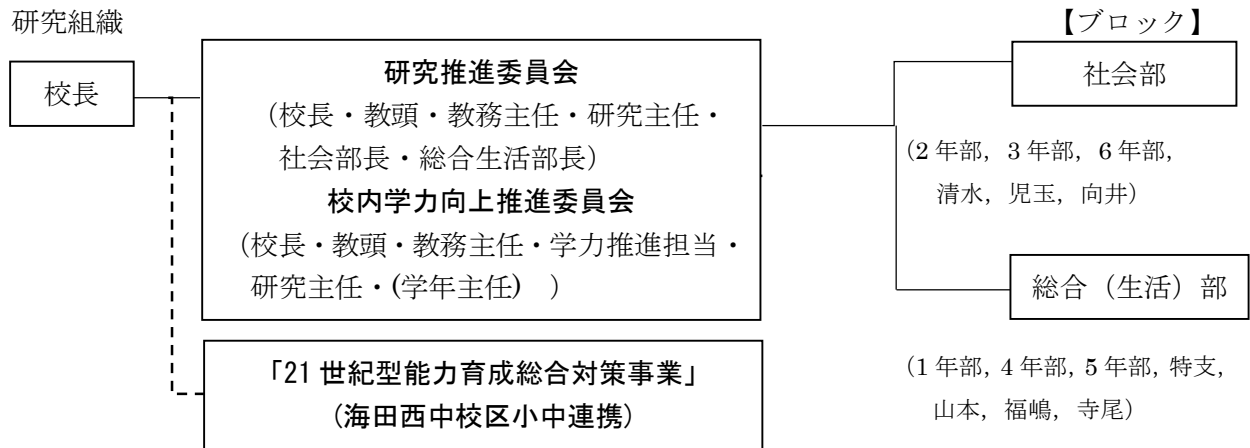 研究組織
校長
研究推進委員会
（校長・教頭・教務主任・研究主任・
社会部長・総合生活部長）
校内学力向上推進委員会
（校長・教頭・教務主任・学力推進担当・
研究主任・(学年主任)　）
「21 世紀型能力育成総合対策事業」
(海田西中校区小中連携)
【ブロック】
社会部
（2 年部，3 年部，6 年部，
清水，児玉，向井）
総合（生活）部
（1 年部，4 年部，5 年部，特支，
山本，福嶋，寺尾）